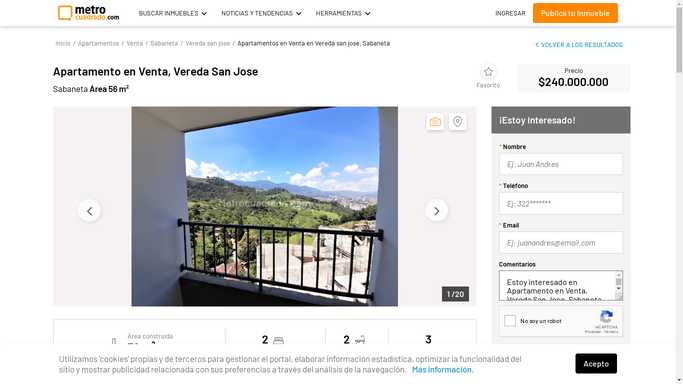 metro
cuadrado.com
BUSCAR INMUEBLES
NOTICIAS Y TENDENCIAS
HERRAMIENTAS
INGRESAR
Publica tu Inmueble
Inicio / Apartamentos / Venta / Sabaneta / Vereda san jose / Apartamentos en Venta en Vereda san jose, Sabaneta
VOLVER A LOS RESULTADOS
Apartamento en Venta, Vereda San Jose
Sabaneta Área 56 m²
Favorito
Precio
$240.000.000
Metrocuadrado.com
1 / 20
¡Estoy Interesado!
* Nombre
Ej: Juan Andres
* Teléfono
Ej: 322*******
* Email
Ej: juanandres@email.com
Comentarios
Estoy interesado en
Apartamento en Venta,
Vereda San Jose, Sabaneta
No soy un robot
reCAPTCHA
Privacidad - Términos
Área construida
2
2
3
Utilizamos 'cookies' propias y de terceros para gestionar el portal, elaborar información estadística, optimizar la funcionalidad del
sitio y mostrar publicidad relacionada con sus preferencias a través del análisis de la navegación. Más información.
Acepto